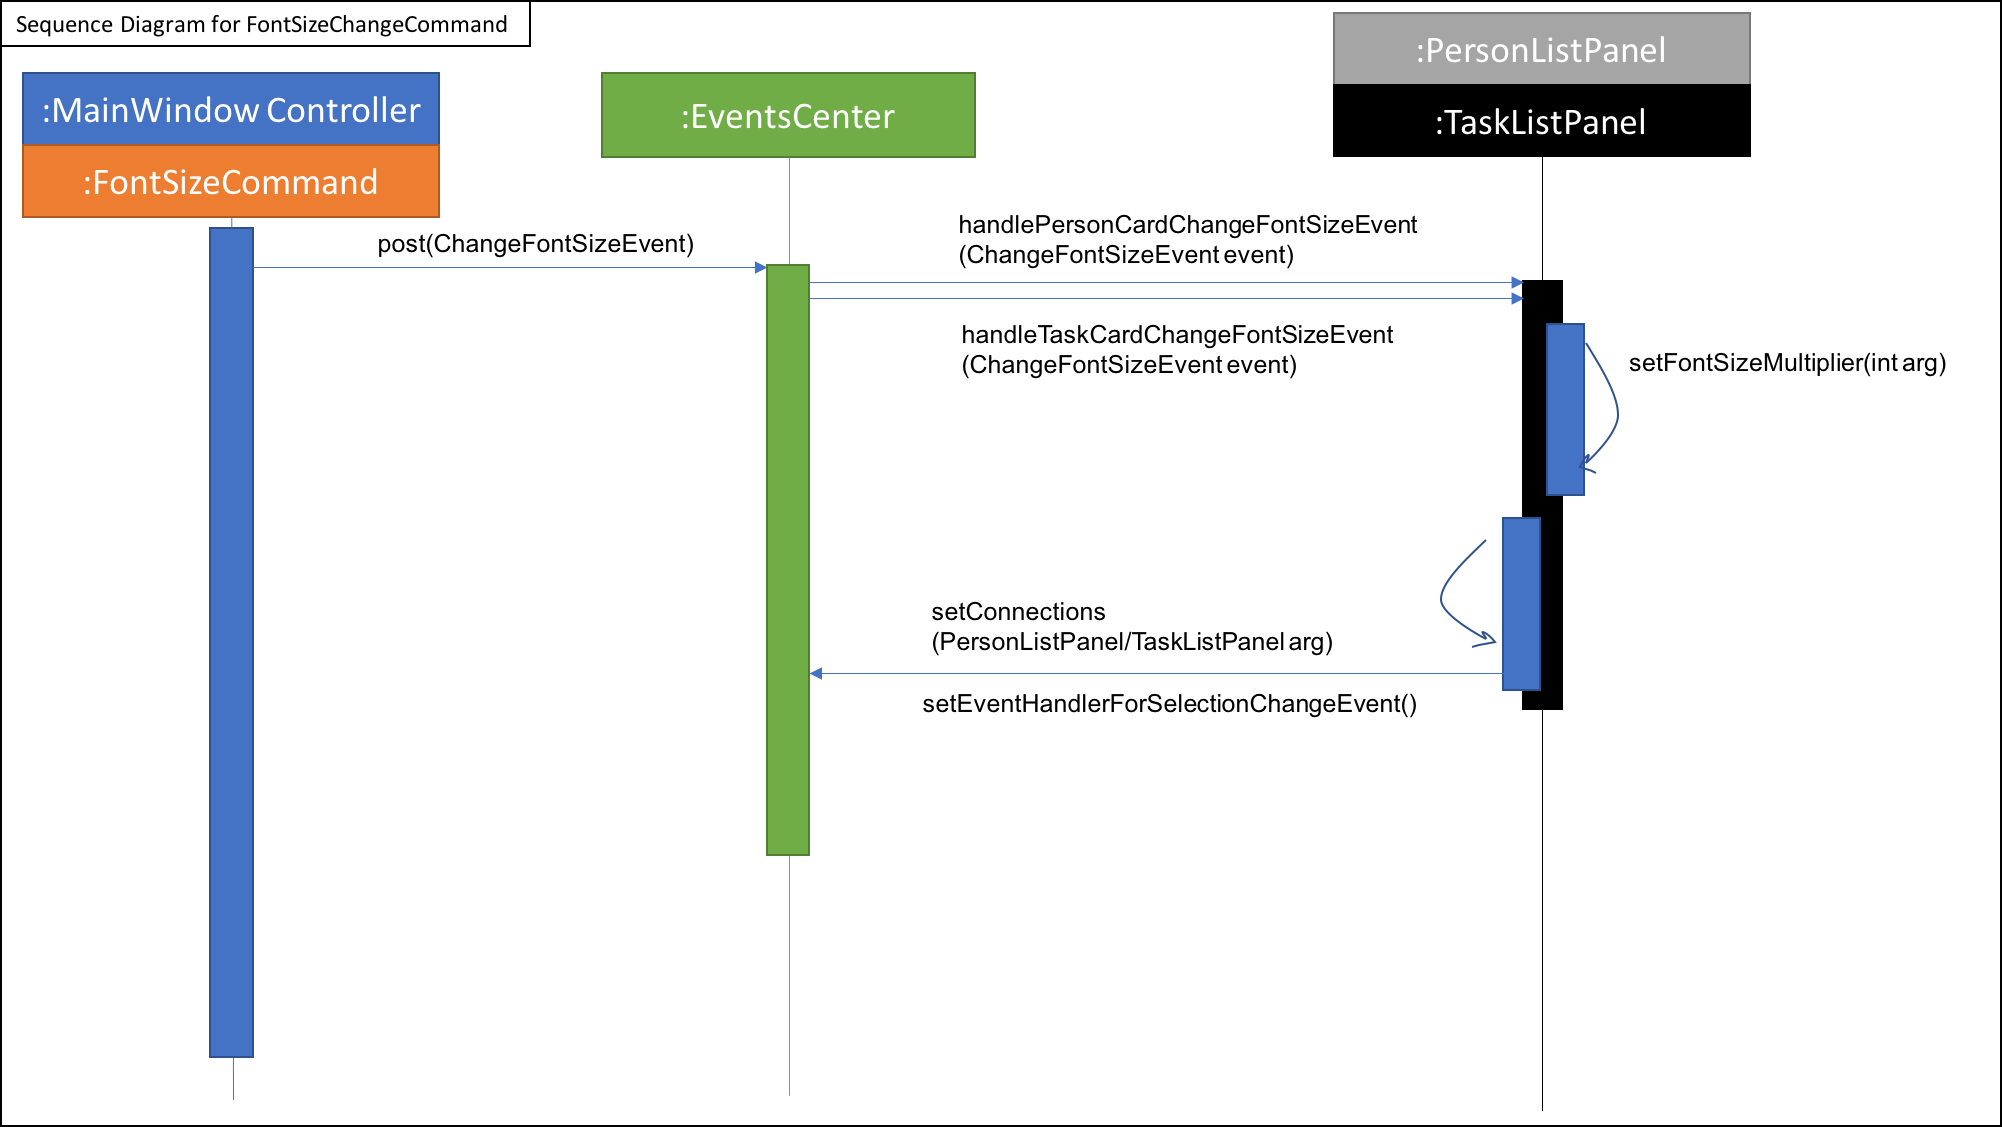 Sequence Diagram for FontSizeChangeCommand
:MainWindow Controller
:FontSizeCommand
:EventsCenter
:PersonListPanel
:TaskListPanel
post(ChangeFontSizeEvent)
handlePersonCardChangeFontSizeEvent
(ChangeFontSizeEvent event)
handleTaskCardChangeFontSizeEvent
(ChangeFontSizeEvent event)
setFontSizeMultiplier(int arg)
setConnections
(PersonListPanel/TaskListPanel arg)
setEventHandlerForSelectionChangeEvent()